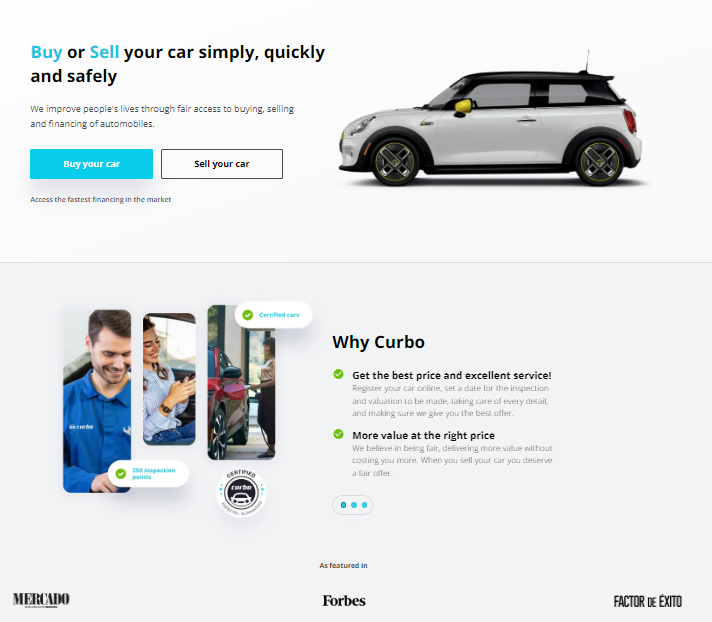 Buy or Sell your car simply, quickly
and safely
We improve people's lives through fair access to buying, selling
and financing of automobiles.
Buy your car
Sell your car
Access the fastest financing in the market
Certified cars
curbo
250 inspection
points
CERTIFIED
curbo
Why Curbo
Get the best price and excellent service!
Register your car online, set a date for the inspection
and valuation to be made, taking care of every detail,
and making sure we give you the best offer.
More value at the right price
We believe in being fair, delivering more value without
costing you more. When you sell your car you deserve
a fair offer.
As featured in
MERCADO
Forbes
FACTOR DE ÉXITO